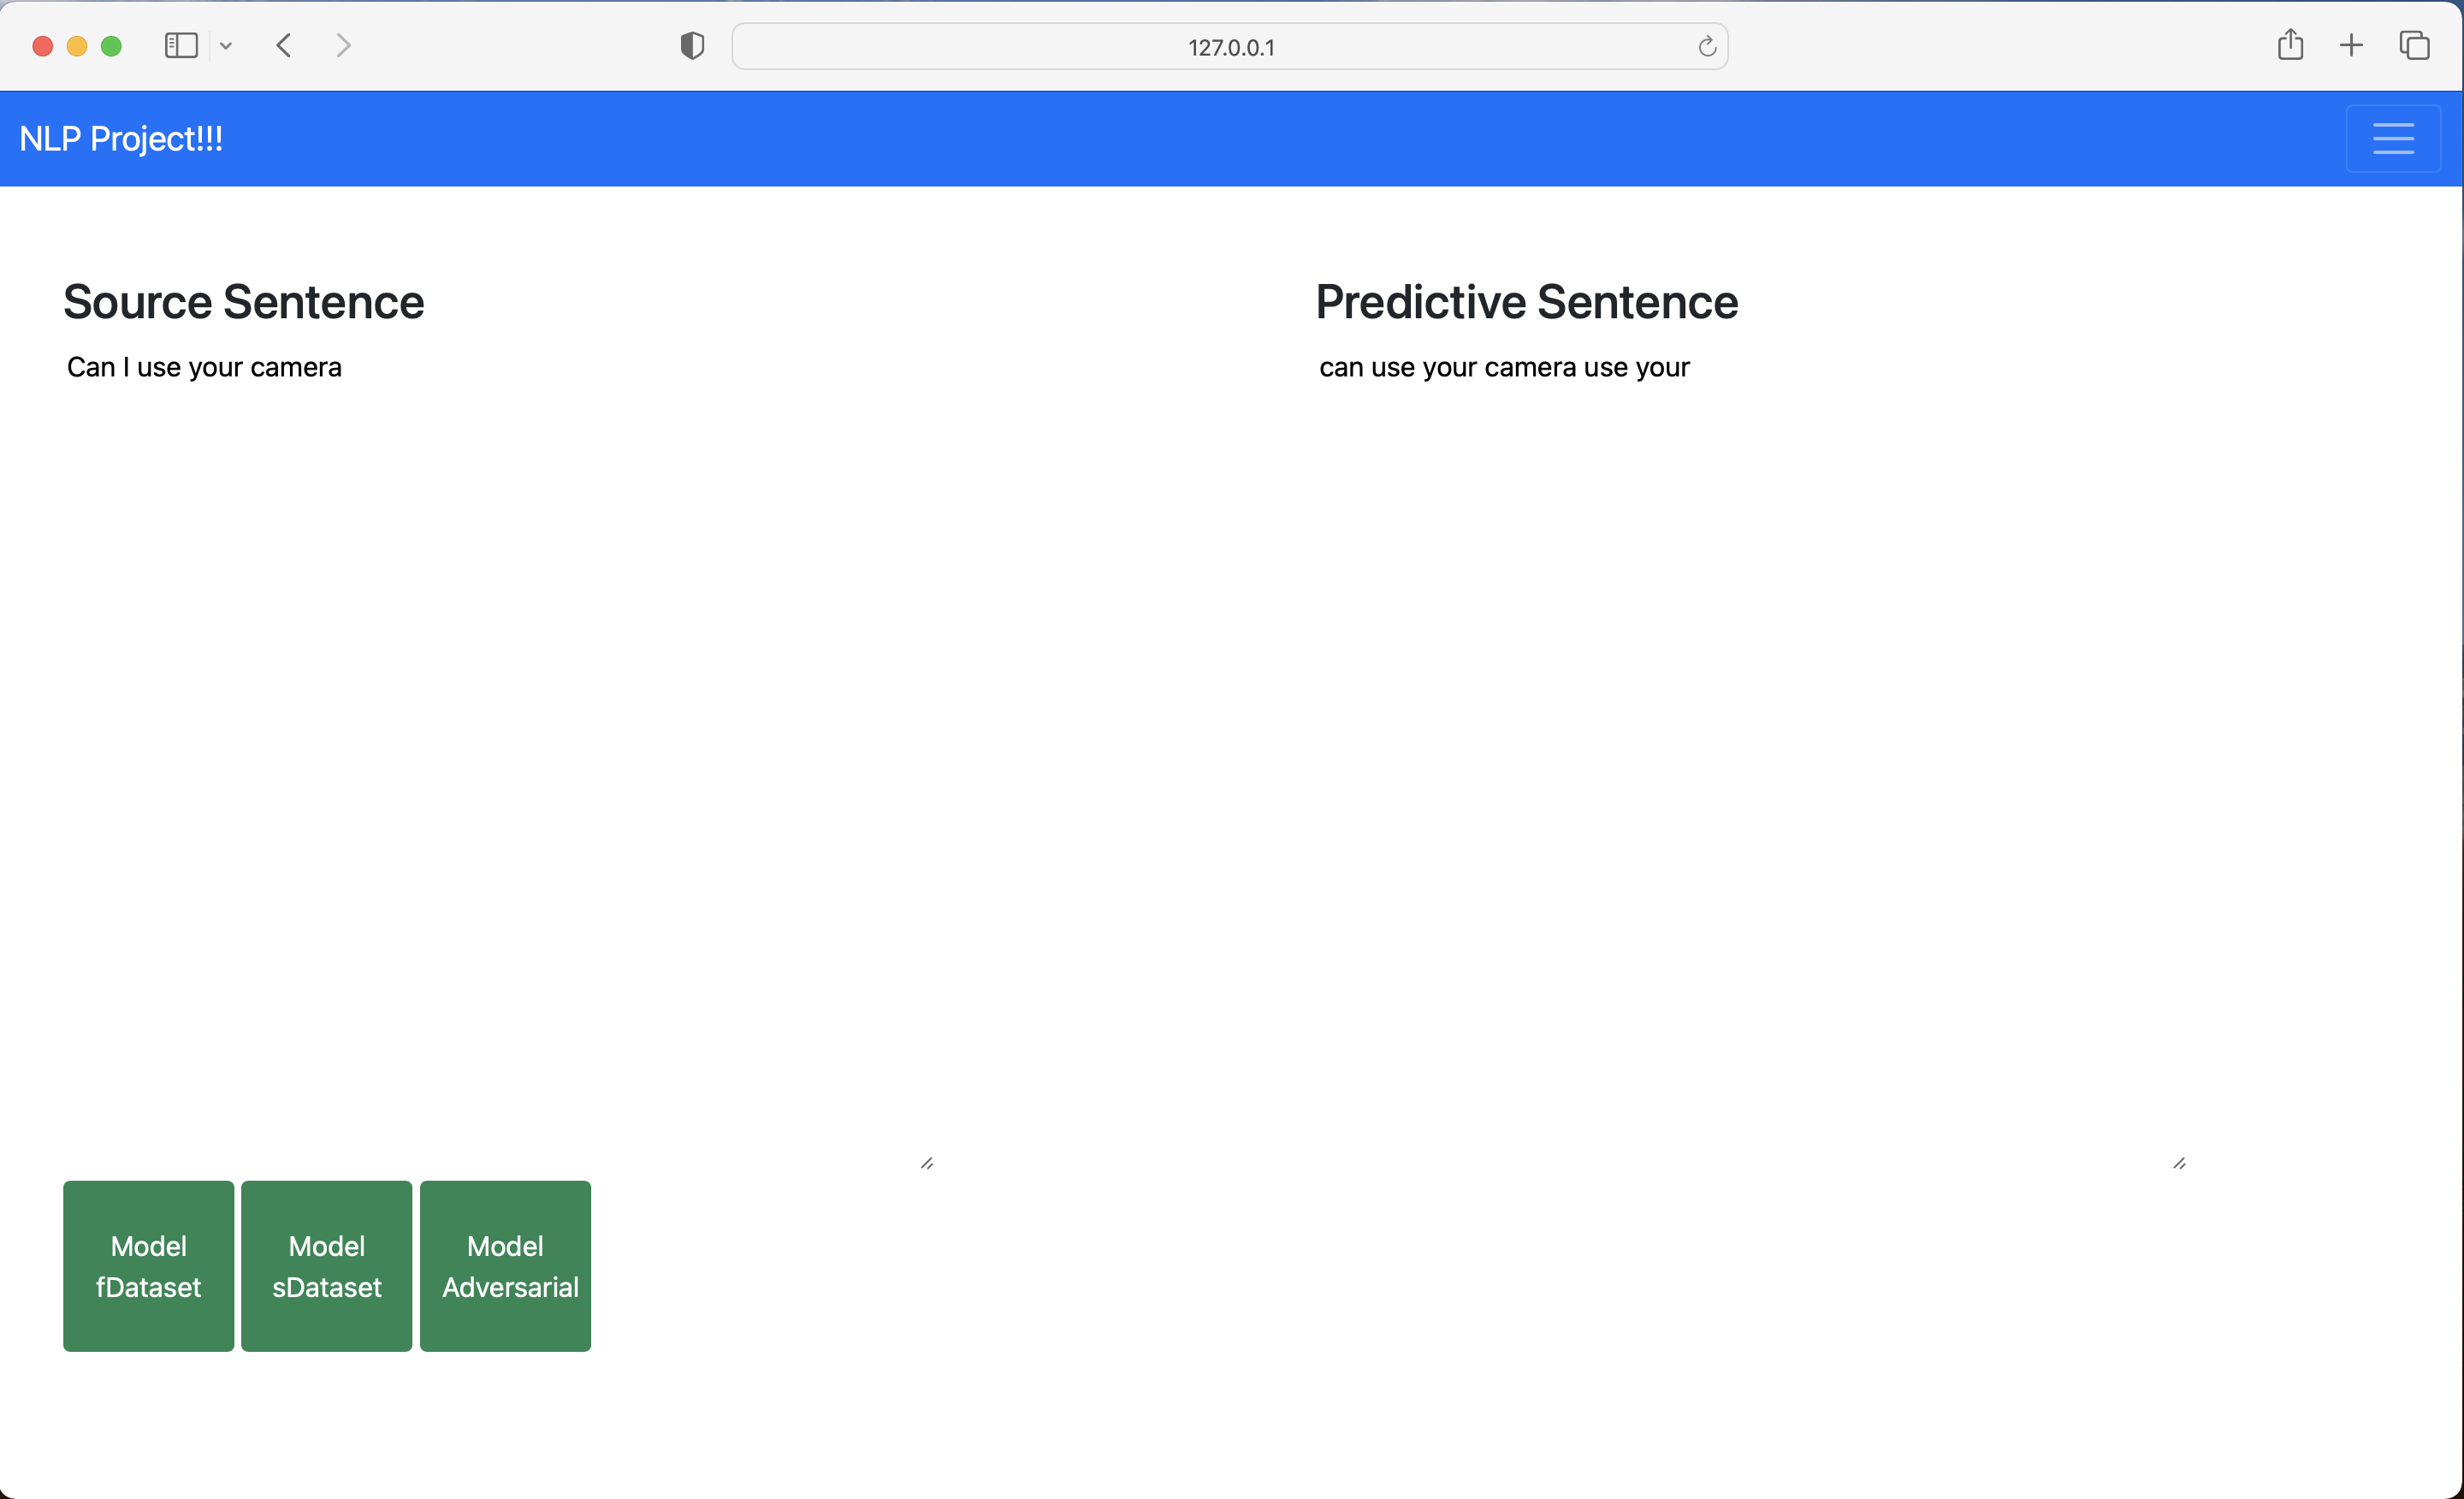 127.0.0.1
NLP Project!!!
Source Sentence
Can I use your camera
Predictive Sentence
can use your camera use your
Model
fDataset
Model
sDataset
Model
Adversarial